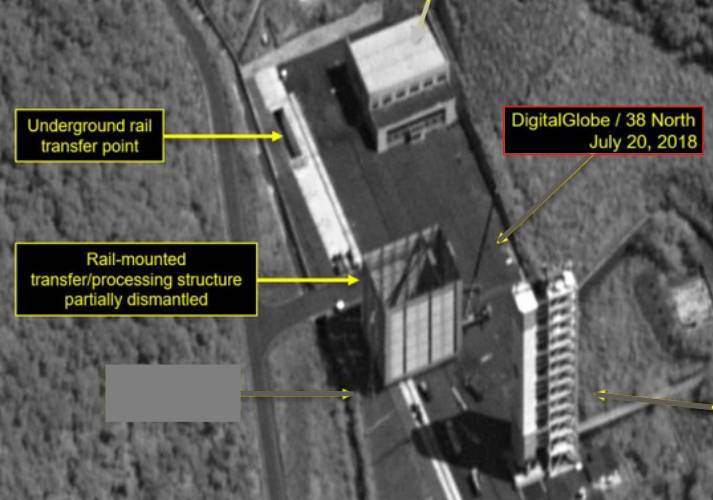 Underground rail
transfer point
DigitalGlobe / 38 North
July 20, 2018
Rail-mounted
transfer/processing structure
partially dismantled